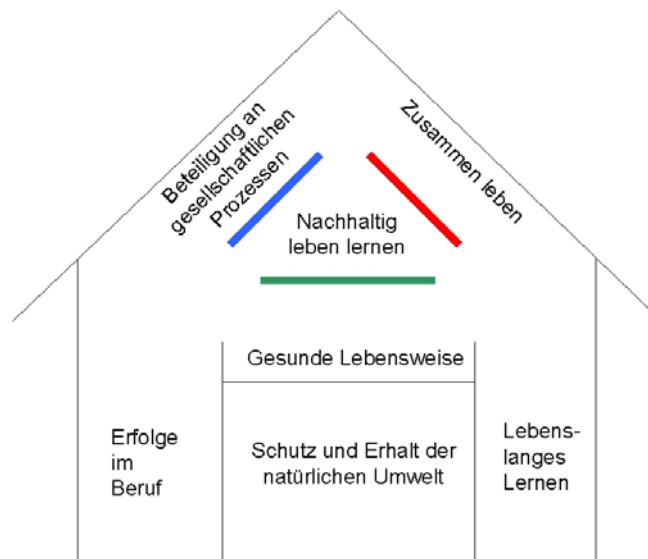 Beteiligung an
gesellschaftlichen
Prozessen
Zusammen leben
Nachhaltig
leben lernen
Gesunde Lebensweise
Erfolge
im
Beruf
Schutz und Erhalt der
natürlichen Umwelt
Lebens-
langes
Lernen